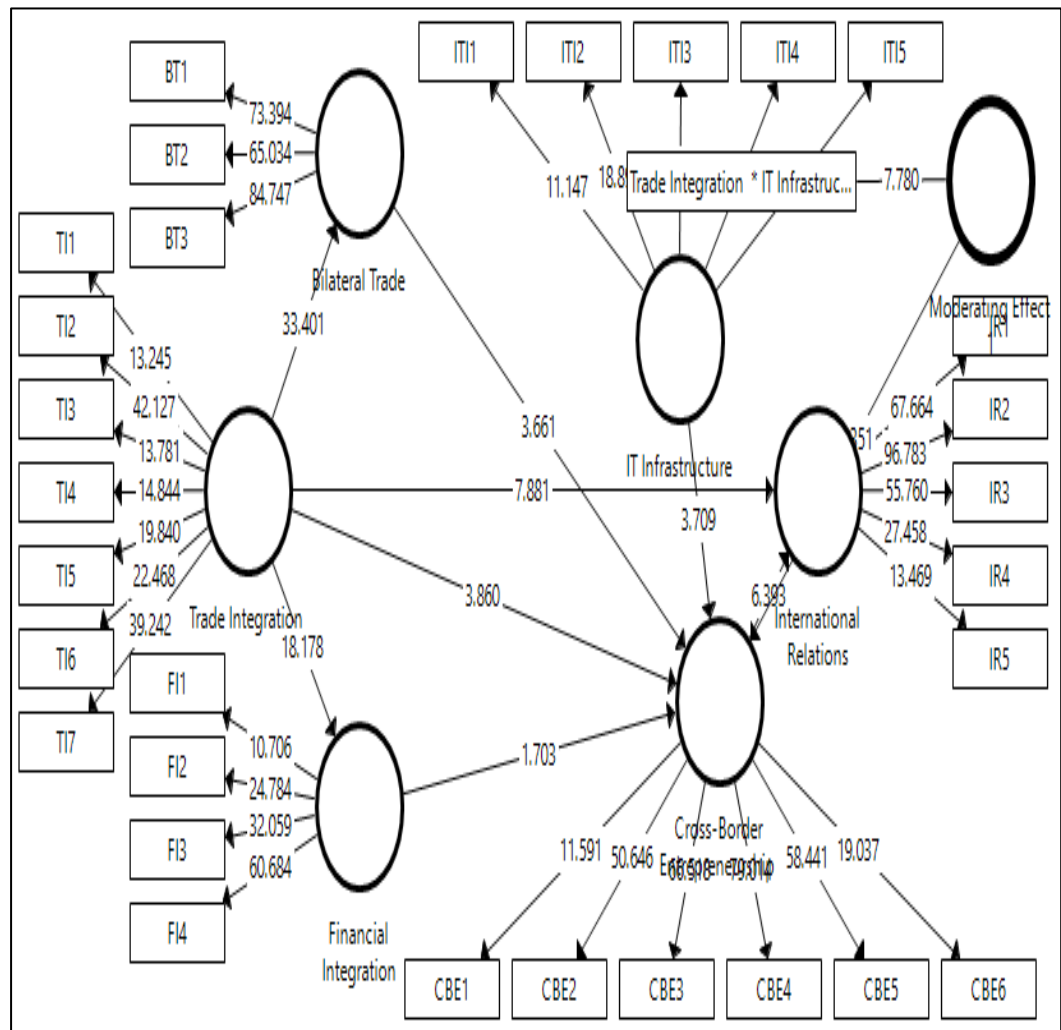 BT1
BT2
BT3
73.394
65.034
84.747
Bilateral Trade
ITI1
ITI2
ITI3
ITI4
ITI5
11.147
Trade Integration * IT Infrastruc...
7.780
Moderating Effect
IT Infrastructure
TI1
TI2
TI3
TI4
TI5
TI6
TI7
13.245
42.127
13.781
14.844
19.840
22.468
39.242
Trade Integration
33.401
3.661
7.881
3.860
18.178
3.709
6.393
1.703
IR1
IR2
IR3
IR4
IR5
67.664
96.783
55.760
27.458
13.469
International
Relations
FI1
FI2
FI3
FI4
10.706
24.784
32.059
60.684
Financial
Integration
Cross-Border
Entrepreneurship
11.591
50.646
58.441
19.037
CBE1
CBE2
CBE3
CBE4
CBE5
CBE6